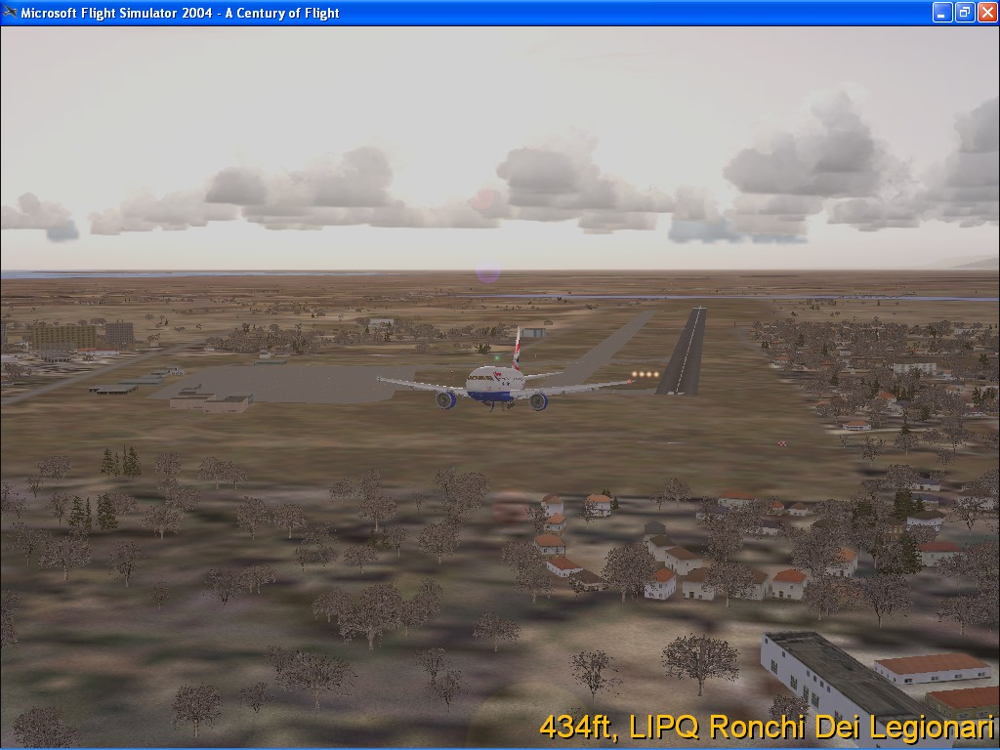 Microsoft Flight Simulator 2004 - A Century of Flight
434ft, LIPQ Ronchi Dei Legionari